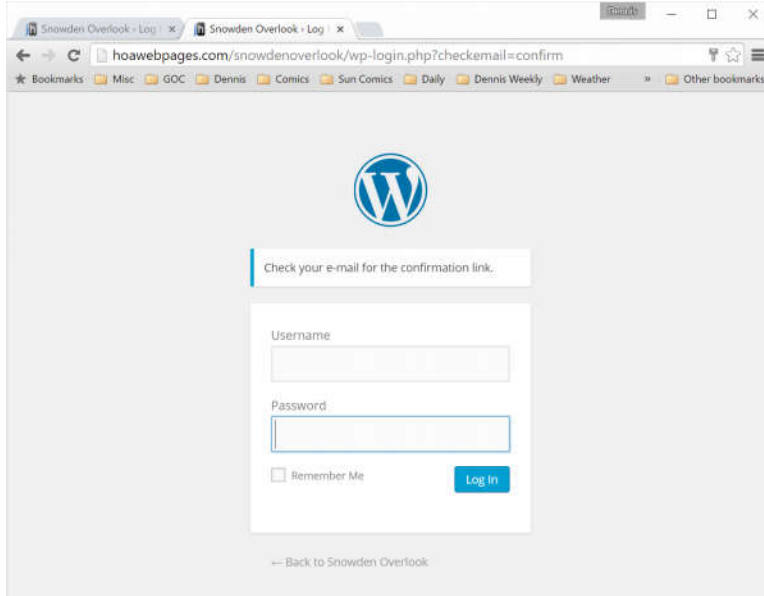 Dennis
Snowden Overlook › Log I × Snowden Overlook › Log ×
hoawebpages.com/snowdenoverlook/wp-login.php?checkemail=confirm
Bookmarks Misc GOC Dennis Comics Sun Comics Daily Dennis Weekly Weather » Other bookmarks
W
Check your e-mail for the confirmation link.
Username
Password
Remember Me
Log In
← Back to Snowden Overlook